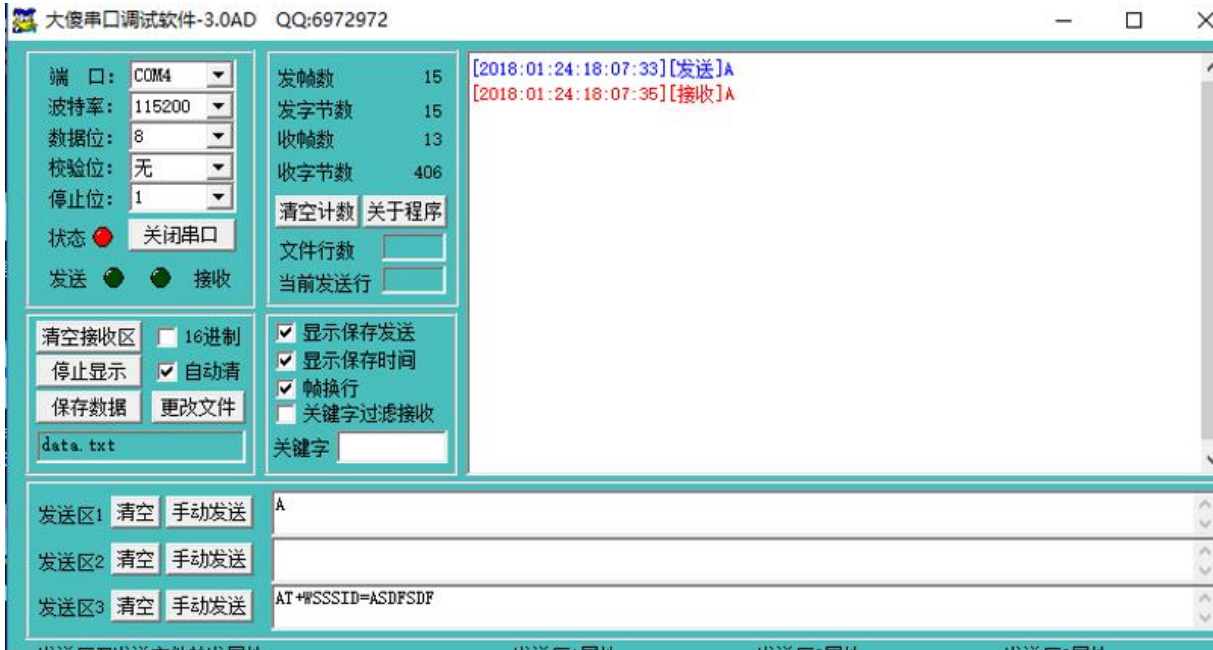 大傻串口调试软件-3.0AD QQ:6972972
端 口: COM4
波特率: 115200
数据位: 8
校验位: 无
停止位: 1
状态 关闭串口
发送 接收
发帧数 15
发字节数 15
收帧数 13
收字节数 406
清空计数 关于程序
文件行数
当前发送行
[2018:01:24:18:07:33][发送]A
[2018:01:24:18:07:35][接收]A
清空接收区 16进制
停止显示 自动清
保存数据 更改文件
data.txt
显示保存发送
显示保存时间
帧换行
关键字过滤接收
关键字
发送区1 清空 手动发送 A
发送区2 清空 手动发送
发送区3 清空 手动发送 AT+WSSSID=ASDFSDF